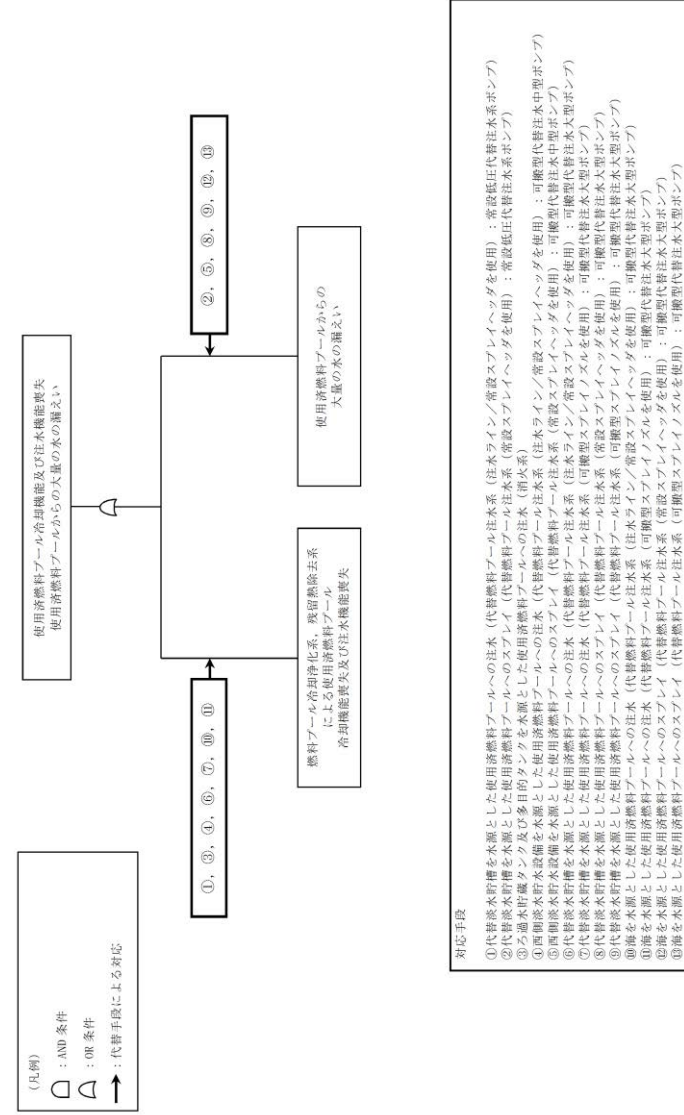 (凡例)
：AND 条件
：OR 条件
：代替手段による対応
使用済燃料プール冷却機能及び注水機能喪失
使用済燃料プールからの大量の水の漏えい
①，③，④，⑥，⑦，⑩，⑪
②，⑤，⑧，⑨，⑫，⑬
燃料プール冷却浄化系，残留熱除去系
による使用済燃料プール
冷却機能喪失及び注水機能喪失
使用済燃料プールからの
大量の水の漏えい
対応手段
①代替淡水貯槽を水源とした使用済燃料プールへの注水（代替燃料プール注水系（注水ライン／常設スプレイヘッダを使用）：常設低圧代替注水系ポンプ）
②代替淡水貯槽を水源とした使用済燃料プールへのスプレイ（代替燃料プール注水系（常設スプレイヘッダを使用）：常設低圧代替注水系ポンプ）
③ろ過水貯蔵タンク及び多目的タンクを水源とした使用済燃料プールへの注水（消火系）
④西側淡水貯水設備を水源とした使用済燃料プールへの注水（代替燃料プール注水系（注水ライン／常設スプレイヘッダを使用）：可搬型代替注水中型ポンプ）
⑤西側淡水貯水設備を水源とした使用済燃料プールへのスプレイ（代替燃料プール注水系（常設スプレイヘッダを使用）：可搬型代替注水中型ポンプ）
⑥代替淡水貯槽を水源とした使用済燃料プールへの注水（代替燃料プール注水系（注水ライン／常設スプレイヘッダを使用）：可搬型代替注水大型ポンプ）
⑦代替淡水貯槽を水源とした使用済燃料プールへの注水（代替燃料プール注水系（可搬型スプレイノズルを使用）：可搬型代替注水大型ポンプ）
⑧代替淡水貯槽を水源とした使用済燃料プールへのスプレイ（代替燃料プール注水系（常設スプレイヘッダを使用）：可搬型代替注水大型ポンプ）
⑨代替淡水貯槽を水源とした使用済燃料プールへのスプレイ（代替燃料プール注水系（可搬型スプレイノズルを使用）：可搬型代替注水大型ポンプ）
⑩海を水源とした使用済燃料プールへの注水（代替燃料プール注水系（注水ライン／常設スプレイヘッダを使用）：可搬型代替注水大型ポンプ）
⑪海を水源とした使用済燃料プールへの注水（代替燃料プール注水系（可搬型スプレイノズルを使用）：可搬型代替注水大型ポンプ）
⑫海を水源とした使用済燃料プールへのスプレイ（代替燃料プール注水系（常設スプレイヘッダを使用）：可搬型代替注水大型ポンプ）
⑬海を水源とした使用済燃料プールへのスプレイ（代替燃料プール注水系（可搬型スプレイノズルを使用）：可搬型代替注水大型ポンプ）